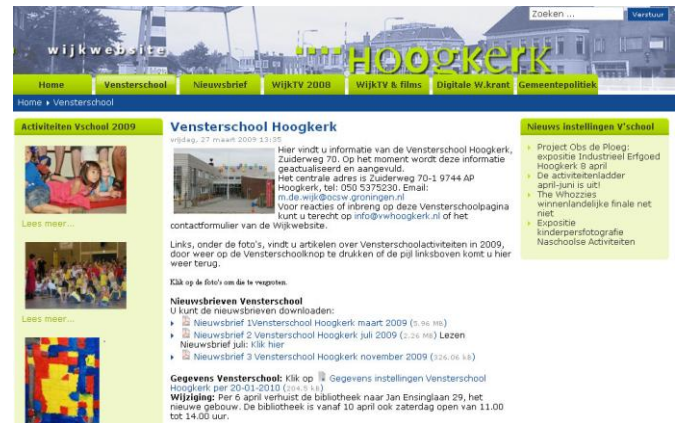 Zoeken ...
Verstuur
wijkwebsite
HOOGKERK
Home
Vensterschool
Nieuwsbrief
WijkTV 2008
WijkTV & films
Digitale W.krant
Gemeentepolitiek
Home
Vensterschool
Activiteiten Vschool 2009
Lees meer...
Lees meer...
Vensterschool Hoogkerk
vrijdag, 27 maart 2009 13:35
Hier vindt u informatie van de Vensterschool Hoogkerk,
Zuiderweg 70. Op het moment wordt deze informatie
geactualiseerd en aangevuld.
Het centrale adres is Zuiderweg 70-1 9744 AP
Hoogkerk, tel: 050 5375230. Email:
m.de.wijk@ocsw.groningen.nl
Voor reacties of inbreng op deze Vensterschoolpagina
kunt u terecht op info@vwhoogkerk.nl of het
contactformulier van de Wijkwebsite.
Links, onder de foto's, vindt u artikelen over Vensterschoolactiviteiten in 2009,
door weer op de Vensterschoolknop te drukken of de pijl linksboven komt u hier
weer terug.
Klik op de foto's om die te vergroten.
Nieuwsbrieven Vensterschool
U kunt de nieuwsbrieven downloaden:
Nieuwsbrief 1Vensterschool Hoogkerk maart 2009 (5.96 MB)
Nieuwsbrief 2 Vensterschool Hoogkerk juli 2009 (2.26 MB) Lezen
Nieuwsbrief juli: Klik hier
Nieuwsbrief 3 Vensterschool Hoogkerk november 2009 (326.06 kB)
Gegevens Vensterschool: Klik op Gegevens instellingen Vensterschool
Hoogkerk per 20-01-2010 (204.5 kB)
Wijziging: Per 6 april verhuist de bibliotheek naar Jan Ensinglaan 29, het
nieuwe gebouw. De bibliotheek is vanaf 10 april ook zaterdag open van 11.00
tot 14.00 uur.
Nieuws instellingen V'school
Project Obs de Ploeg:
expositie Industrieel Erfgoed
Hoogkerk 8 april
De activiteitenladder
april-juni is uit!
The Whozzies
winnenlandelijke finale net
niet
Expositie
kinderpersfotografie
Naschoolse Activiteiten